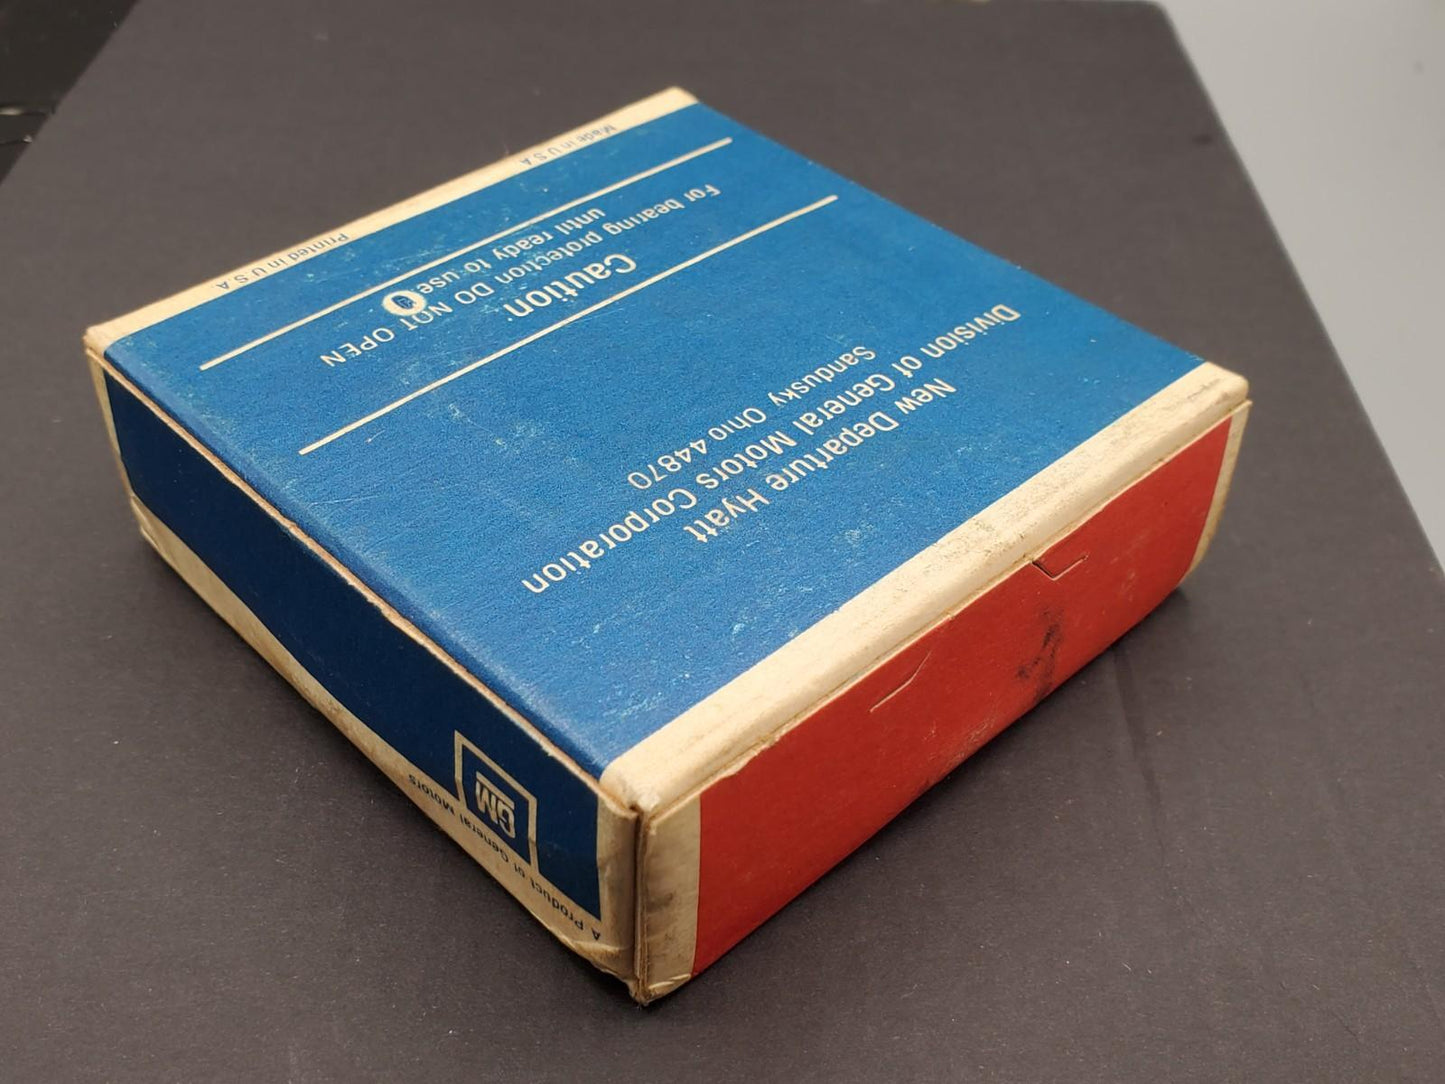 New Departure Hyatt
Division of General Motors Corporation
Sandusky Ohio 44870
Caution
For bearing protection DO NOT OPEN
until ready to use
Printed in U S A
Made in U S A
GM
A Product of General Motors